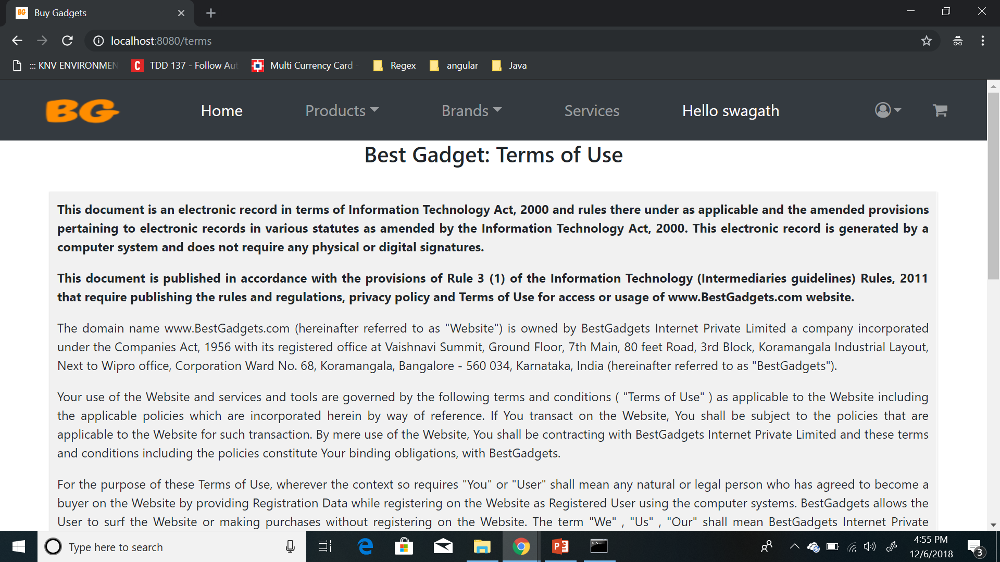 BG Buy Gadgets
localhost:8080/terms
::: KNV ENVIRONMEN TDD 137 - Follow Aut Multi Currency Card - Regex angular Java
BG Home Products Brands Services Hello swagath
Best Gadget: Terms of Use
This document is an electronic record in terms of Information Technology Act, 2000 and rules there under as applicable and the amended provisions
pertaining to electronic records in various statutes as amended by the Information Technology Act, 2000. This electronic record is generated by a
computer system and does not require any physical or digital signatures.
This document is published in accordance with the provisions of Rule 3 (1) of the Information Technology (Intermediaries guidelines) Rules, 2011
that require publishing the rules and regulations, privacy policy and Terms of Use for access or usage of www.BestGadgets.com website.
The domain name www.BestGadgets.com (hereinafter referred to as "Website") is owned by BestGadgets Internet Private Limited a company incorporated
under the Companies Act, 1956 with its registered office at Vaishnavi Summit, Ground Floor, 7th Main, 80 feet Road, 3rd Block, Koramangala Industrial Layout,
Next to Wipro office, Corporation Ward No. 68, Koramangala, Bangalore - 560 034, Karnataka, India (hereinafter referred to as "BestGadgets").
Your use of the Website and services and tools are governed by the following terms and conditions ( "Terms of Use" ) as applicable to the Website including
the applicable policies which are incorporated herein by way of reference. If You transact on the Website, You shall be subject to the policies that are
applicable to the Website for such transaction. By mere use of the Website, You shall be contracting with BestGadgets Internet Private Limited and these terms
and conditions including the policies constitute Your binding obligations, with BestGadgets.
For the purpose of these Terms of Use, wherever the context so requires "You" or "User" shall mean any natural or legal person who has agreed to become a
buyer on the Website by providing Registration Data while registering on the Website as Registered User using the computer systems. BestGadgets allows the
User to surf the Website or making purchases without registering on the Website. The term "We" , "Us" , "Our" shall mean BestGadgets Internet Private
Type here to search
4:55 PM
12/6/2018
3